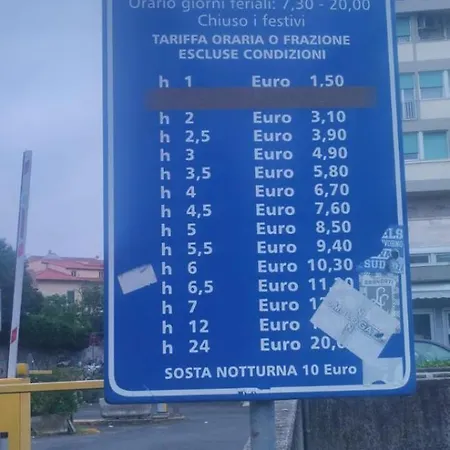 Orario giorni feriali: 7,30 - 20,00
Chiuso i festivi
TARIFFA ORARIA O FRAZIONE
ESCLUSE CONDIZIONI
h 1 Euro 1,50
h 2 Euro 3,10
h 2,5 Euro 3,90
h 3 Euro 4,90
h 3,5 Euro 5,80
h 4 Euro 6,70
h 4,5 Euro 7,60
h 5 Euro 8,50
h 5,5 Euro 9,40
h 6 Euro 10,30
h 6,5 Euro
h 7 Euro
h 12 Euro
h 24 Euro 20,
SOSTA NOTTURNA 10 Euro
SUD